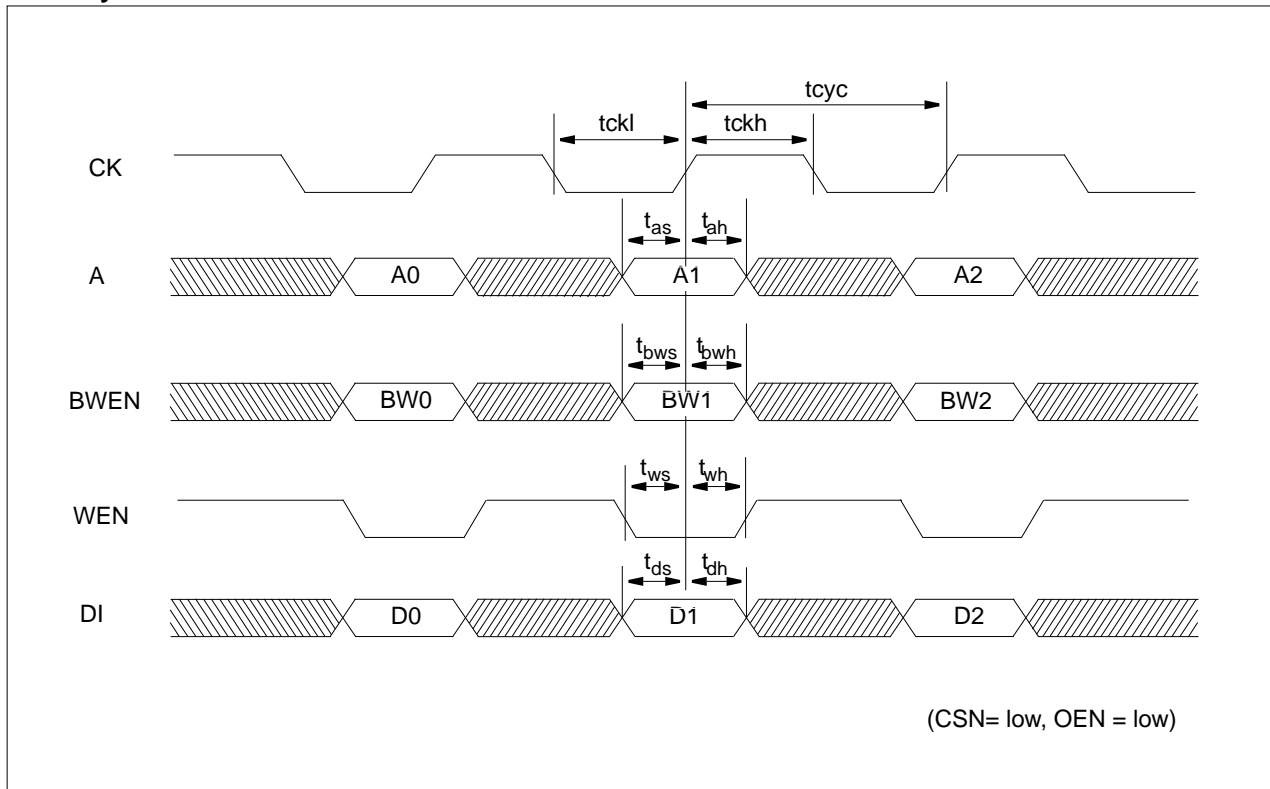 tcyc
tckl tckh
CK
tas tah
A A0 A1 A2
tbws tbwh
BWEN BW0 BW1 BW2
tws twh
WEN
tds tdh
DI D0 D1 D2
(CSN= low, OEN = low)